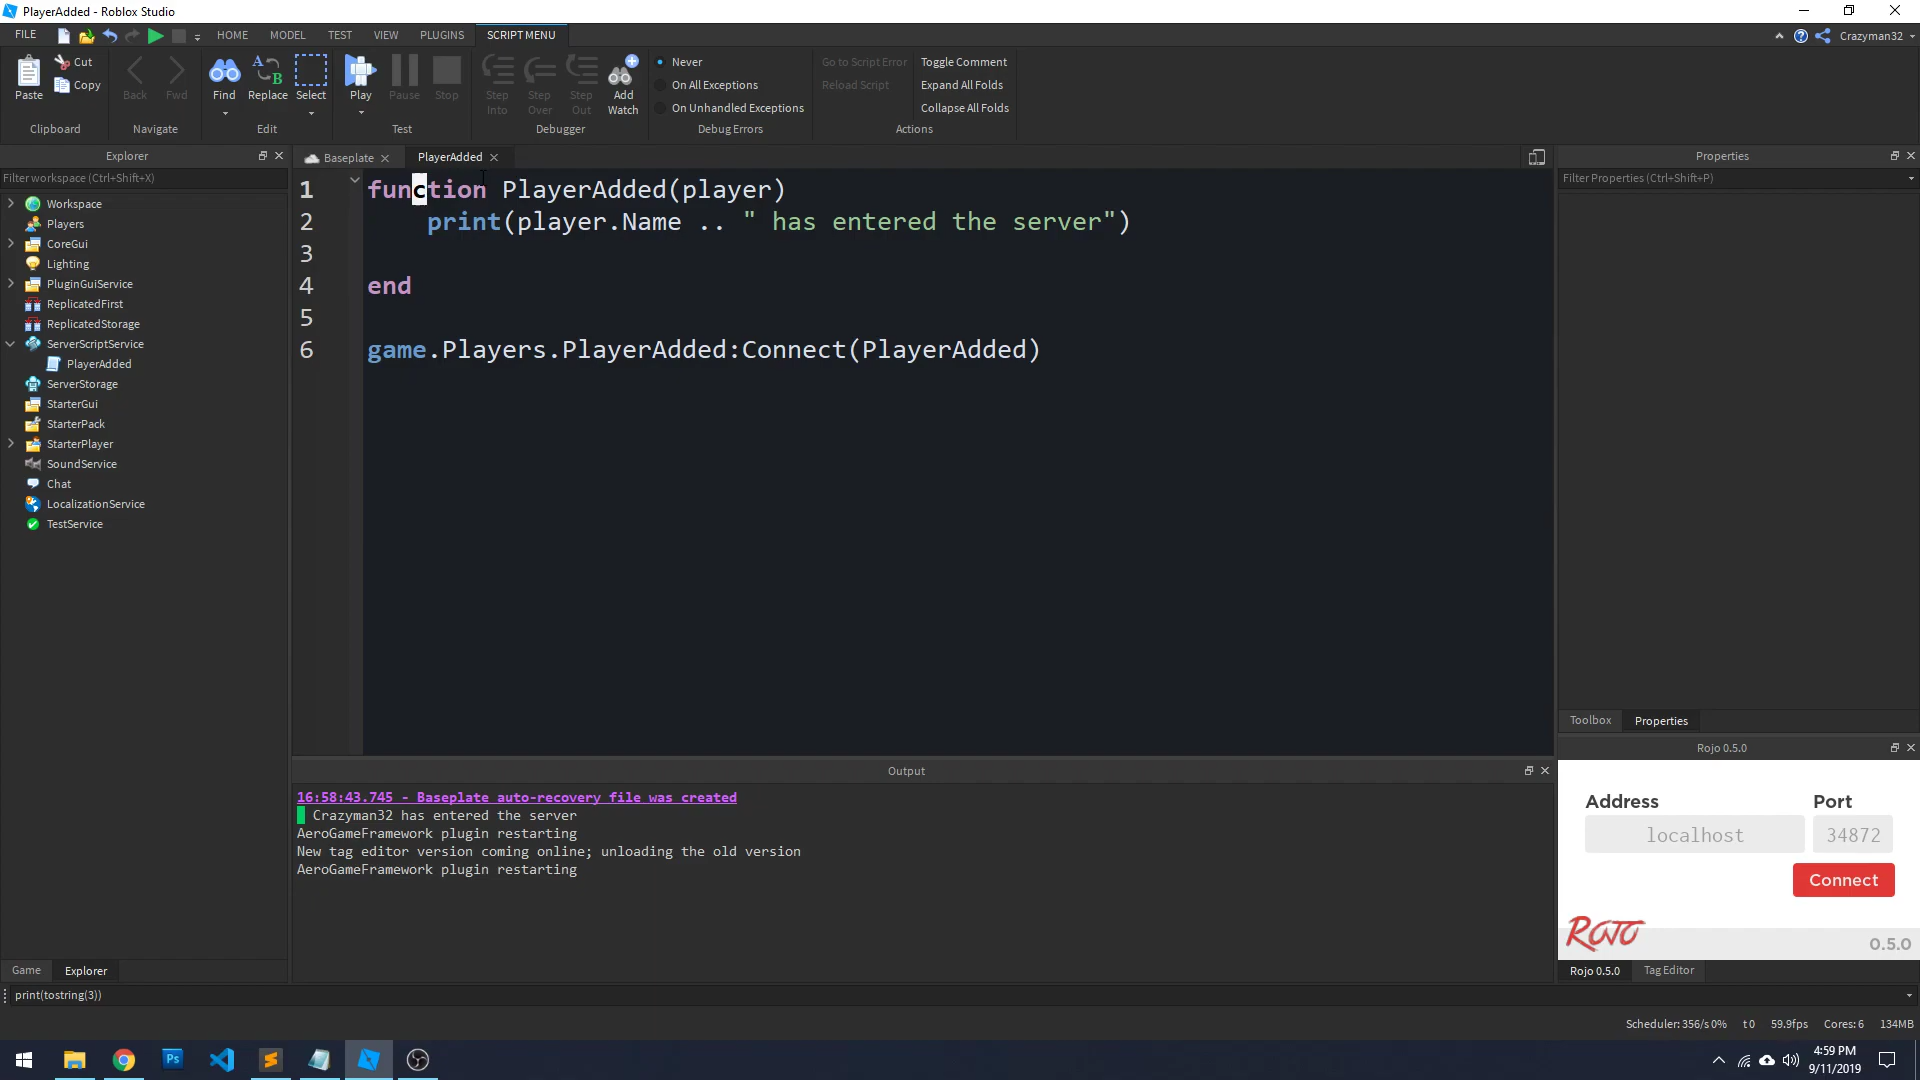 PlayerAdded - Roblox Studio
FILE HOME MODEL TEST VIEW PLUGINS SCRIPT MENU Crazyman32
Paste Cut Copy Back Fwd Find Replace Select Play Pause Stop Step Into Step Over Step Out Add Watch
Never
On All Exceptions
On Unhandled Exceptions
Go to Script Error
Reload Script
Toggle Comment
Expand All Folds
Collapse All Folds
Clipboard Navigate Edit Test Debugger Debug Errors Actions
Explorer
Filter workspace (Ctrl+Shift+X)
Workspace
Players
CoreGui
Lighting
PluginGuiService
ReplicatedFirst
ReplicatedStorage
ServerScriptService
PlayerAdded
ServerStorage
StarterGui
StarterPack
StarterPlayer
SoundService
Chat
LocalizationService
TestService
Game Explorer
Baseplate PlayerAdded
1 function PlayerAdded(player)
2 print(player.Name .. " has entered the server")
3
4 end
5
6 game.Players.PlayerAdded:Connect(PlayerAdded)
Output
16:58:43.745 - Baseplate auto-recovery file was created
Crazyman32 has entered the server
AeroGameFramework plugin restarting
New tag editor version coming online; unloading the old version
AeroGameFramework plugin restarting
Properties
Filter Properties (Ctrl+Shift+P)
Toolbox Properties
Rojo 0.5.0
Address Port
localhost 34872
Connect
ROJO 0.5.0
Rojo 0.5.0 Tag Editor
print(tostring(3))
Scheduler: 356/s 0% t 0 59.9fps Cores: 6 134MB
Ps
4:59 PM
9/11/2019